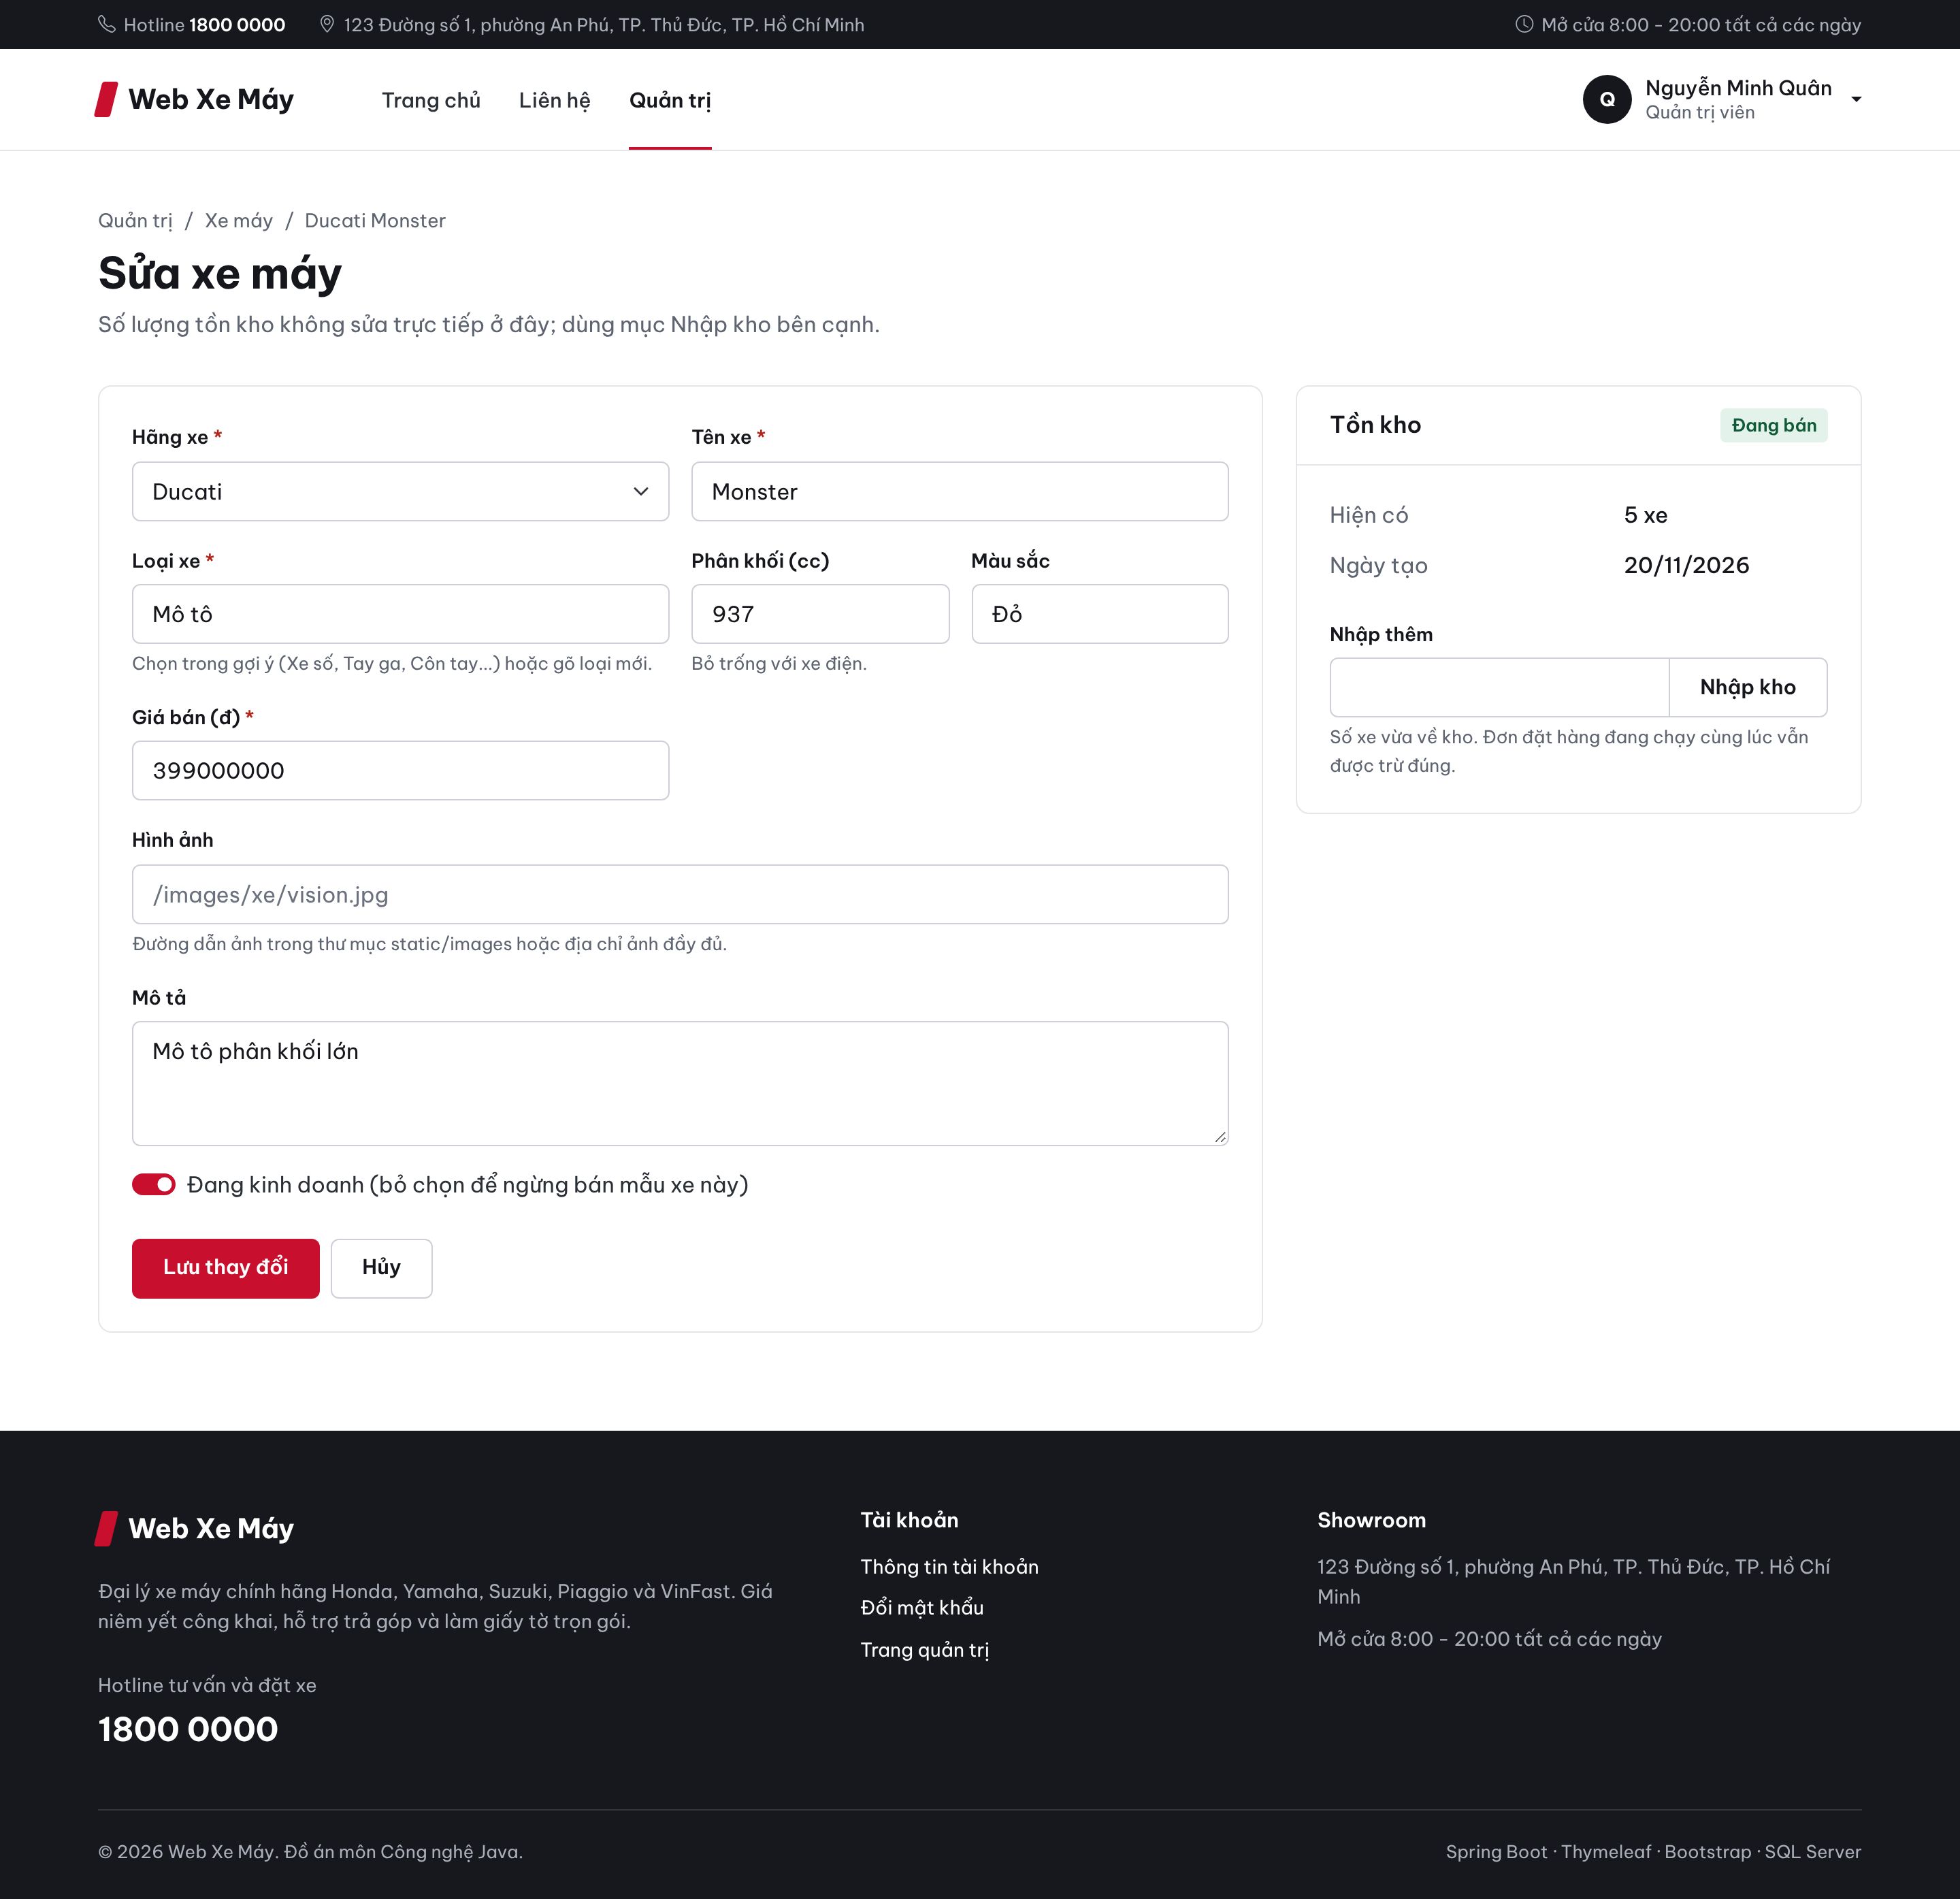 Hotline 1800 0000
123 Đường số 1, phường An Phú, TP. Thủ Đức, TP. Hồ Chí Minh
Mở cửa 8:00 - 20:00 tất cả các ngày
Web Xe Máy
Trang chủ
Liên hệ
Quản trị
Q
Nguyễn Minh Quân
Quản trị viên
Quản trị / Xe máy / Ducati Monster
Sửa xe máy
Số lượng tồn kho không sửa trực tiếp ở đây; dùng mục Nhập kho bên cạnh.
Hãng xe *
Tên xe *
Ducati
Monster
Loại xe *
Phân khối (cc)
Màu sắc
Mô tô
937
Đỏ
Chọn trong gợi ý (Xe số, Tay ga, Côn tay...) hoặc gõ loại mới.
Bỏ trống với xe điện.
Giá bán (đ) *
399000000
Hình ảnh
/images/xe/vision.jpg
Đường dẫn ảnh trong thư mục static/images hoặc địa chỉ ảnh đầy đủ.
Mô tả
Mô tô phân khối lớn
Đang kinh doanh (bỏ chọn để ngừng bán mẫu xe này)
Lưu thay đổi
Hủy
Tồn kho
Đang bán
Hiện có
5 xe
Ngày tạo
20/11/2026
Nhập thêm
Nhập kho
Số xe vừa về kho. Đơn đặt hàng đang chạy cùng lúc vẫn
được trừ đúng.
Web Xe Máy
Đại lý xe máy chính hãng Honda, Yamaha, Suzuki, Piaggio và VinFast. Giá
niêm yết công khai, hỗ trợ trả góp và làm giấy tờ trọn gói.
Hotline tư vấn và đặt xe
1800 0000
Tài khoản
Thông tin tài khoản
Đổi mật khẩu
Trang quản trị
Showroom
123 Đường số 1, phường An Phú, TP. Thủ Đức, TP. Hồ Chí
Minh
Mở cửa 8:00 - 20:00 tất cả các ngày
© 2026 Web Xe Máy. Đồ án môn Công nghệ Java.
Spring Boot · Thymeleaf · Bootstrap · SQL Server